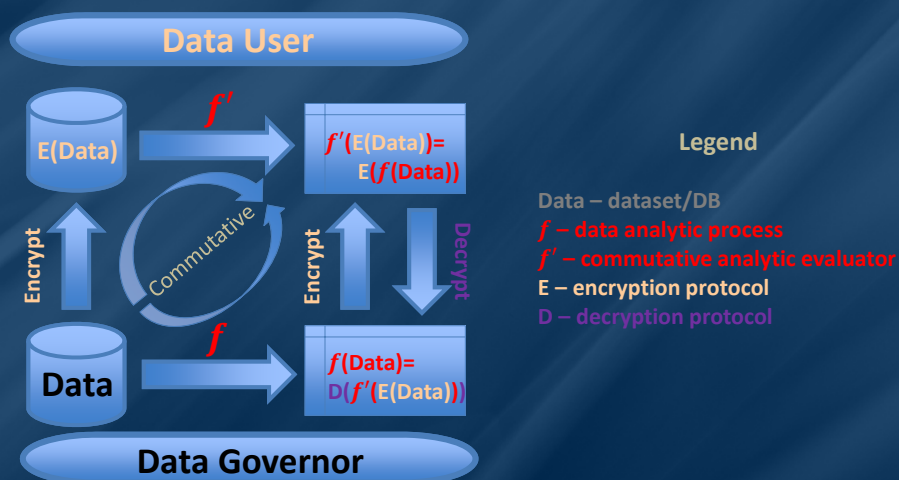 Data User
f′
E(Data)
f′(E(Data))=
E(f(Data))
Encrypt
Commutative
Encrypt
Decrypt
f
Data
f(Data)=
D(f′(E(Data)))
Data Governor
Legend
Data – dataset/DB
f – data analytic process
f′ – commutative analytic evaluator
E – encryption protocol
D – decryption protocol